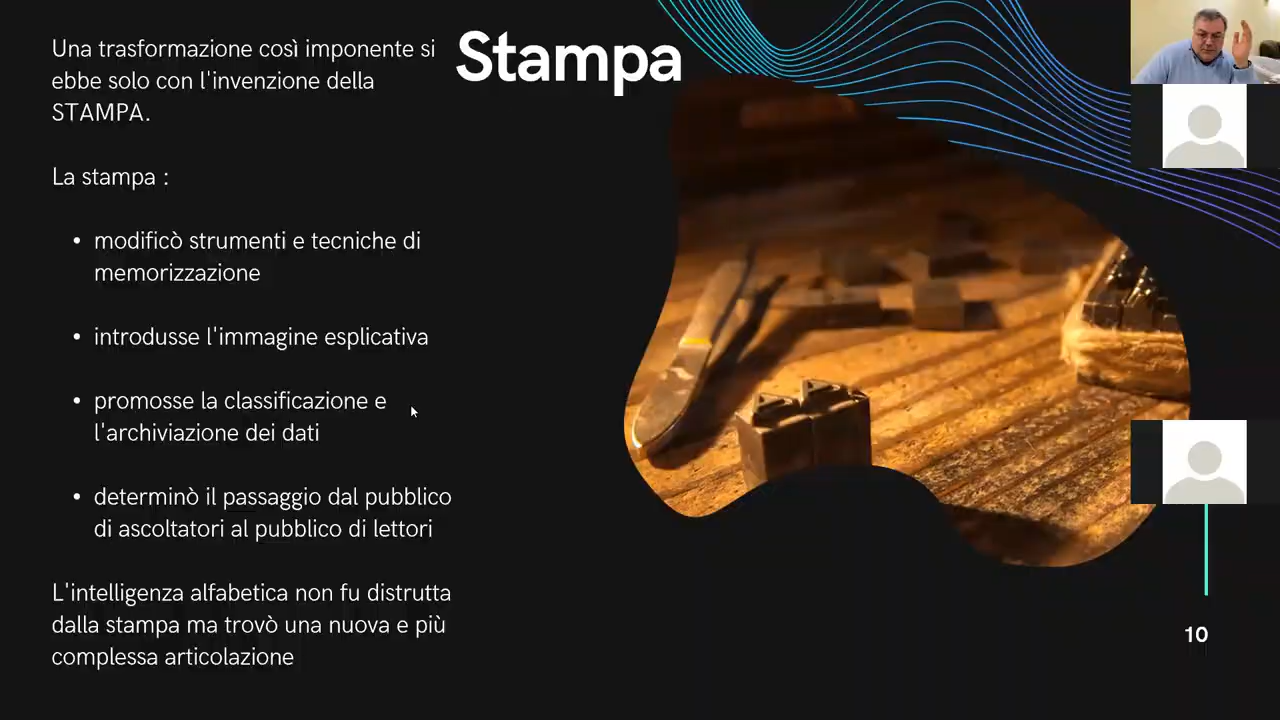 Stampa
Una trasformazione così imponente si
ebbe solo con l'invenzione della
STAMPA.
La stampa :
• modificò strumenti e tecniche di
memorizzazione
• introdusse l'immagine esplicativa
• promosse la classificazione e
l'archiviazione dei dati
• determinò il passaggio dal pubblico
di ascoltatori al pubblico di lettori
L'intelligenza alfabetica non fu distrutta
dalla stampa ma trovò una nuova e più
complessa articolazione
10